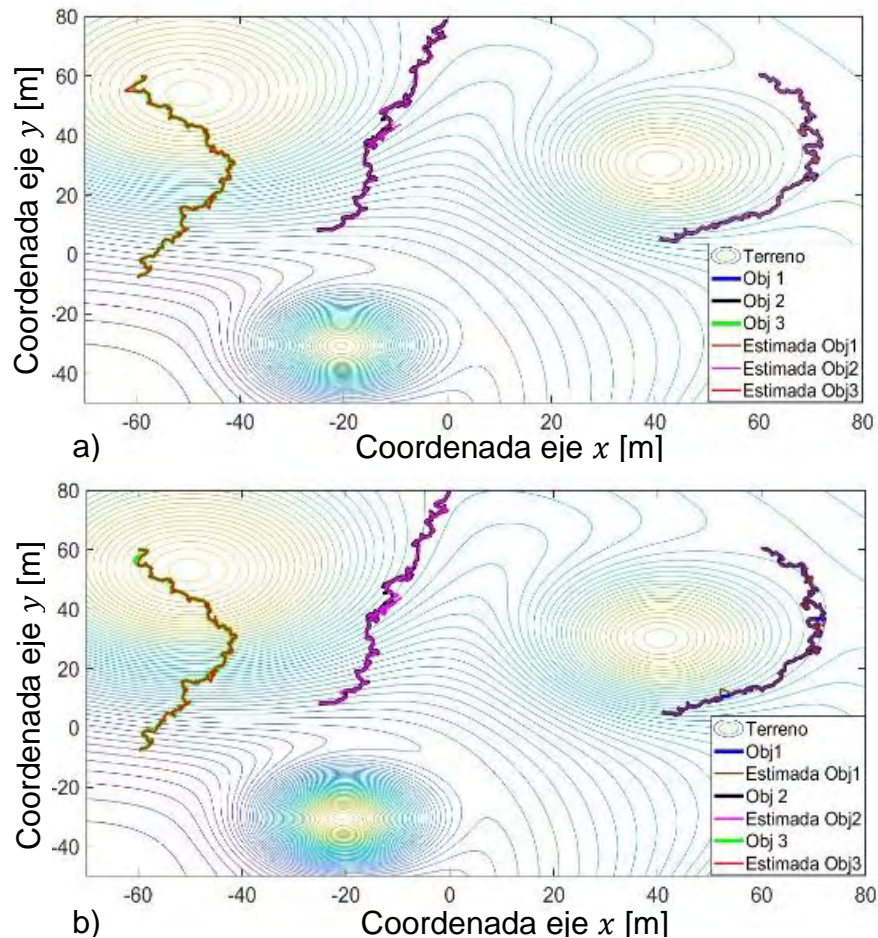 80
60
40
20
0
-20
-40
Coordenada eje y [m]
Terreno
Obj 1
Obj 2
Obj 3
Estimada Obj1
Estimada Obj2
Estimada Obj3
-60 -40 -20 0 20 40 60 80
a) Coordenada eje x [m]
80
60
40
20
0
-20
-40
Coordenada eje y [m]
Terreno
Obj1
Estimada Obj1
Obj 2
Estimada Obj2
Obj 3
Estimada Obj3
-60 -40 -20 0 20 40 60 80
b) Coordenada eje x [m]